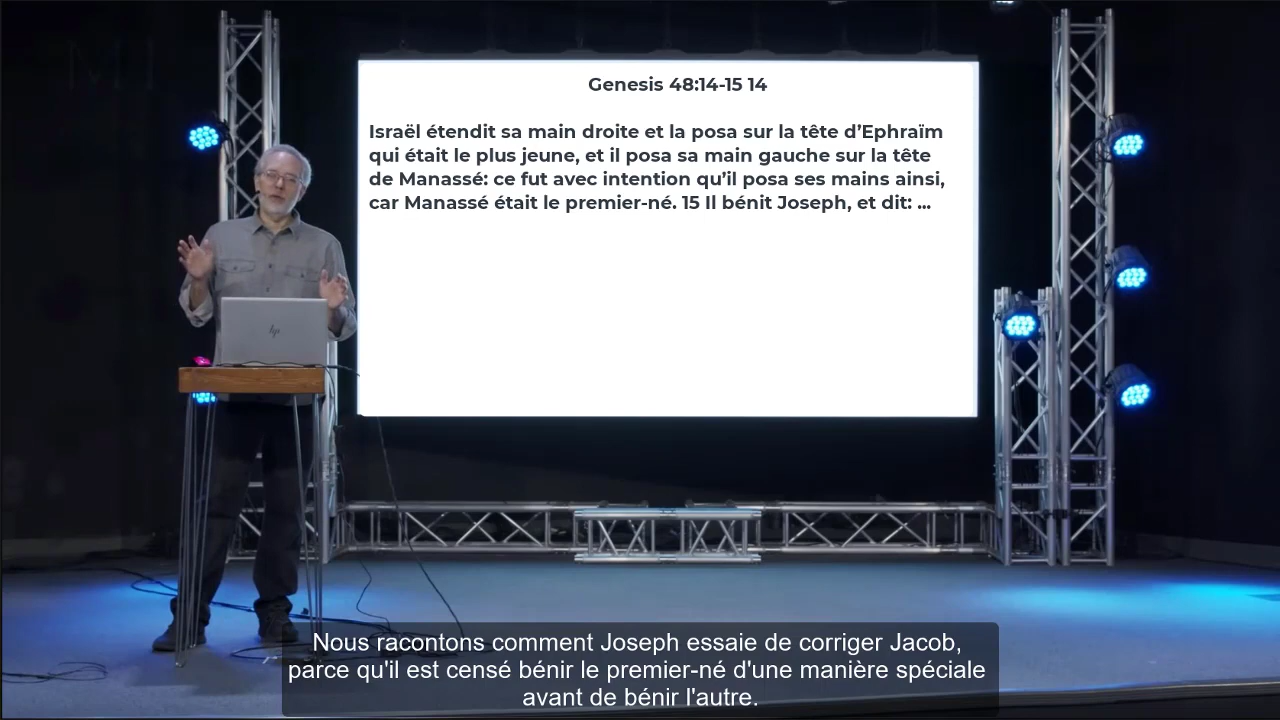 Genesis 48:14-15 14
Israël étendit sa main droite et la posa sur la tête d’Ephraïm
qui était le plus jeune, et il posa sa main gauche sur la tête
de Manassé: ce fut avec intention qu’il posa ses mains ainsi,
car Manassé était le premier-né. 15 Il bénit Joseph, et dit: ...
hp
Nous racontons comment Joseph essaie de corriger Jacob,
parce qu'il est censé bénir le premier-né d'une manière spéciale
avant de bénir l'autre.